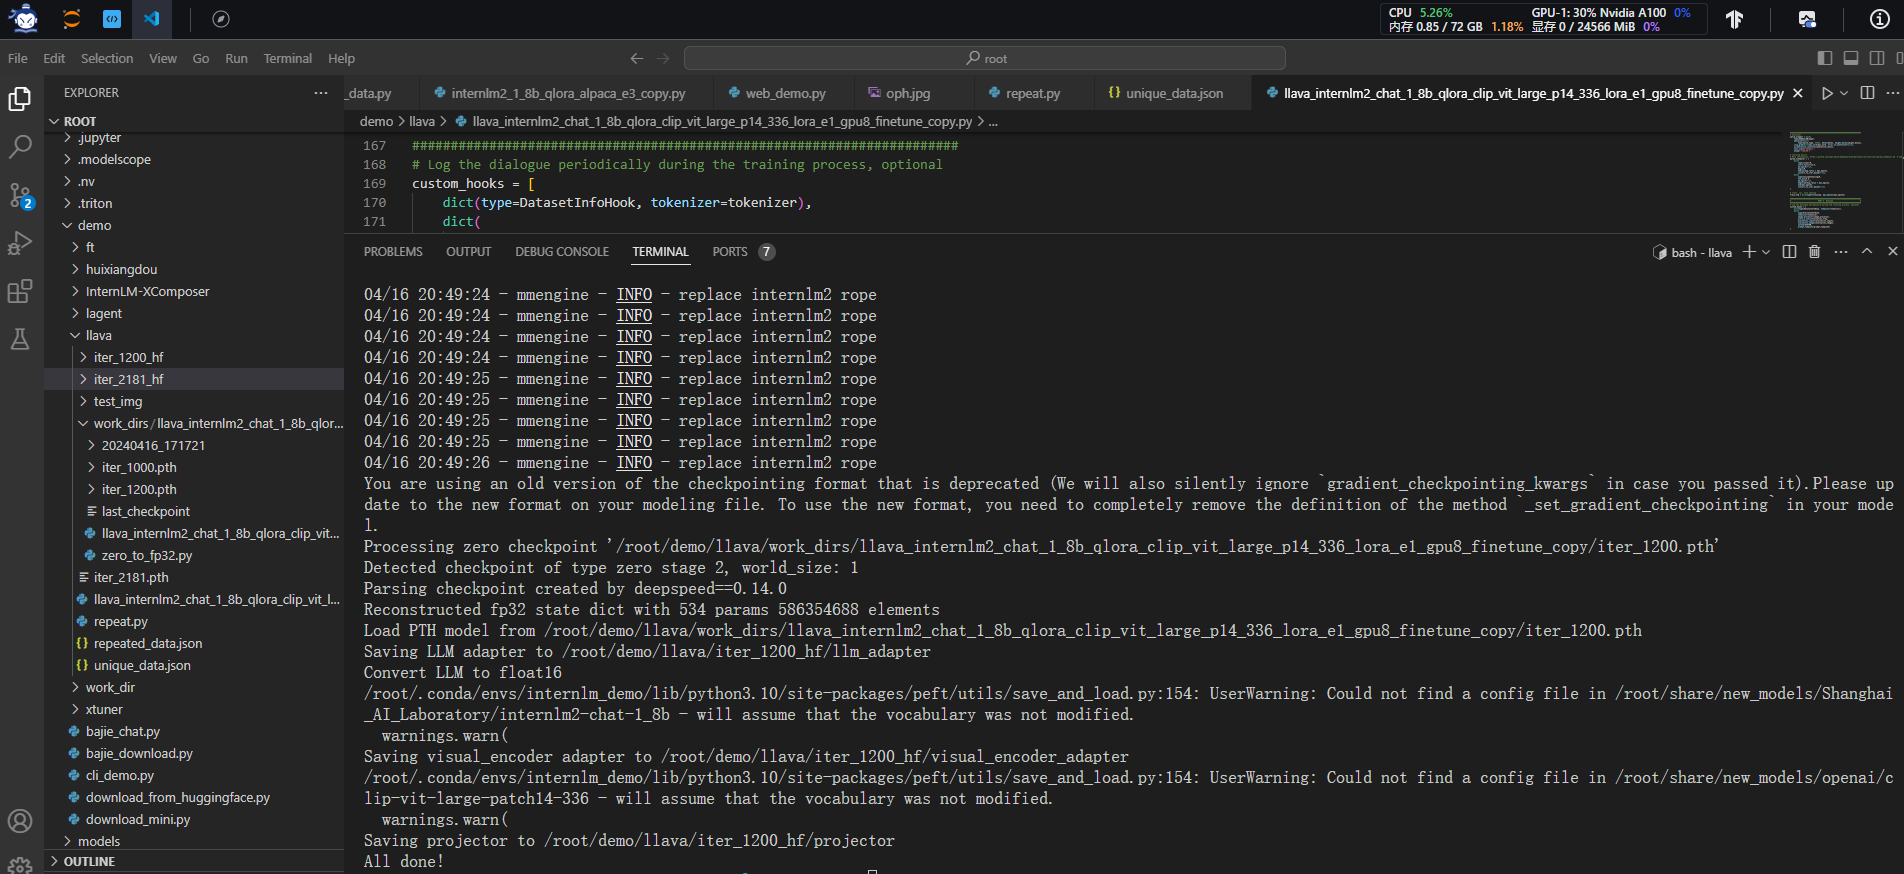 CPU 5.26% GPU-1: 30% Nvidia A100 0%
内存 0.85 / 72 GB 1.18% 显存 0 / 24566 MiB 0%
File Edit Selection View Go Run Terminal Help
root
EXPLORER
_data.py internlm2_1_8b_qlora_alpaca_e3_copy.py web_demo.py oph.jpg repeat.py unique_data.json llava_internlm2_chat_1_8b_qlora_clip_vit_large_p14_336_lora_e1_gpu8_finetune_copy.py
demo > llava > llava_internlm2_chat_1_8b_qlora_clip_vit_large_p14_336_lora_e1_gpu8_finetune_copy.py > ...
ROOT
.jupyter
.modelscope
.nv
2
.triton
demo
ft
huixiangdou
InternLM-XComposer
lagent
llava
iter_1200_hf
iter_2181_hf
test_img
work_dirs / llava_internlm2_chat_1_8b_qlor...
20240416_171721
iter_1000.pth
iter_1200.pth
last_checkpoint
llava_internlm2_chat_1_8b_qlora_clip_vit...
zero_to_fp32.py
iter_2181.pth
llava_internlm2_chat_1_8b_qlora_clip_vit_l...
repeat.py
repeated_data.json
unique_data.json
work_dir
xtuner
bajie_chat.py
bajie_download.py
cli_demo.py
download_from_huggingface.py
download_mini.py
models
OUTLINE
167 #######################################################################
168 # Log the dialogue periodically during the training process, optional
169 custom_hooks = [
170 dict(type=DatasetInfoHook, tokenizer=tokenizer),
171 dict(
PROBLEMS OUTPUT DEBUG CONSOLE TERMINAL PORTS 7
bash - llava
04/16 20:49:24 - mmengine - INFO - replace internlm2 rope
04/16 20:49:24 - mmengine - INFO - replace internlm2 rope
04/16 20:49:24 - mmengine - INFO - replace internlm2 rope
04/16 20:49:24 - mmengine - INFO - replace internlm2 rope
04/16 20:49:25 - mmengine - INFO - replace internlm2 rope
04/16 20:49:25 - mmengine - INFO - replace internlm2 rope
04/16 20:49:25 - mmengine - INFO - replace internlm2 rope
04/16 20:49:25 - mmengine - INFO - replace internlm2 rope
04/16 20:49:26 - mmengine - INFO - replace internlm2 rope
You are using an old version of the checkpointing format that is deprecated (We will also silently ignore `gradient_checkpointing_kwargs` in case you passed it).Please up
date to the new format on your modeling file. To use the new format, you need to completely remove the definition of the method `_set_gradient_checkpointing` in your mode
l.
Processing zero checkpoint '/root/demo/llava/work_dirs/llava_internlm2_chat_1_8b_qlora_clip_vit_large_p14_336_lora_e1_gpu8_finetune_copy/iter_1200.pth'
Detected checkpoint of type zero stage 2, world_size: 1
Parsing checkpoint created by deepspeed==0.14.0
Reconstructed fp32 state dict with 534 params 586354688 elements
Load PTH model from /root/demo/llava/work_dirs/llava_internlm2_chat_1_8b_qlora_clip_vit_large_p14_336_lora_e1_gpu8_finetune_copy/iter_1200.pth
Saving LLM adapter to /root/demo/llava/iter_1200_hf/llm_adapter
Convert LLM to float16
/root/.conda/envs/internlm_demo/lib/python3.10/site-packages/peft/utils/save_and_load.py:154: UserWarning: Could not find a config file in /root/share/new_models/Shanghai
_AI_Laboratory/internlm2-chat-1_8b - will assume that the vocabulary was not modified.
warnings.warn(
Saving visual_encoder adapter to /root/demo/llava/iter_1200_hf/visual_encoder_adapter
/root/.conda/envs/internlm_demo/lib/python3.10/site-packages/peft/utils/save_and_load.py:154: UserWarning: Could not find a config file in /root/share/new_models/openai/c
lip-vit-large-patch14-336 - will assume that the vocabulary was not modified.
warnings.warn(
Saving projector to /root/demo/llava/iter_1200_hf/projector
All done!